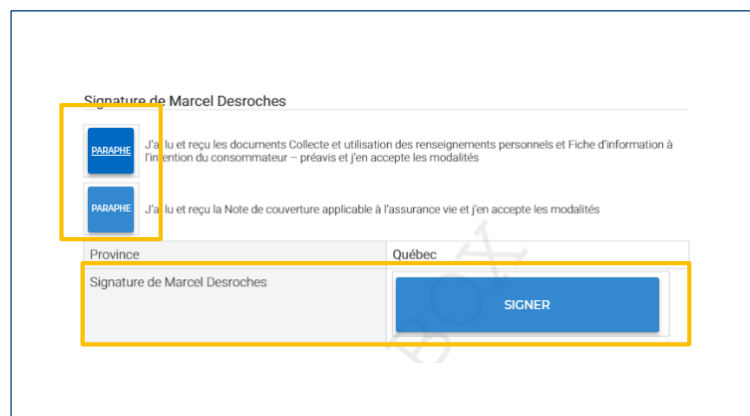 Signature de Marcel Desroches
PARAPHE
J'ai lu et reçu les documents Collecte et utilisation des renseignements personnels et Fiche d'information à
l'intention du consommateur – préavis et j'en accepte les modalités
PARAPHE
J'ai lu et reçu la Note de couverture applicable à l'assurance vie et j'en accepte les modalités
Province
Québec
Signature de Marcel Desroches
SIGNER
BOX